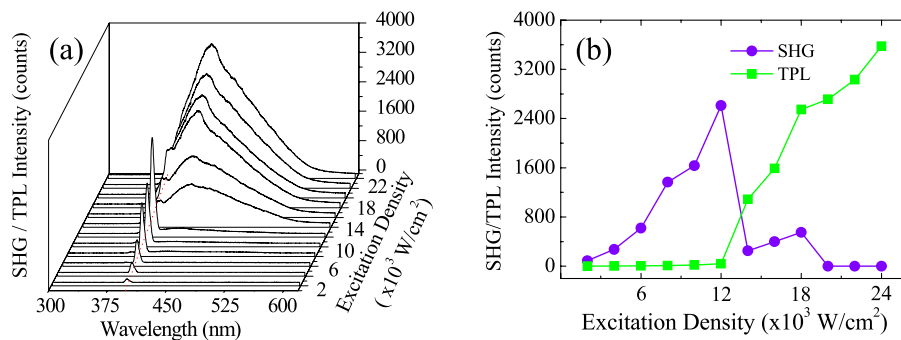 (a)
SHG / TPL Intensity (counts)
4000
3200
2400
1600
800
0
22
18
14
10
6
2
Excitation Density
(×10³ W/cm²)
300
375
450
525
600
Wavelength (nm)
(b)
SHG
TPL
SHG/TPL Intensity (counts)
4000
3200
2400
1600
800
0
6
12
18
24
Excitation Density (x10³ W/cm²)